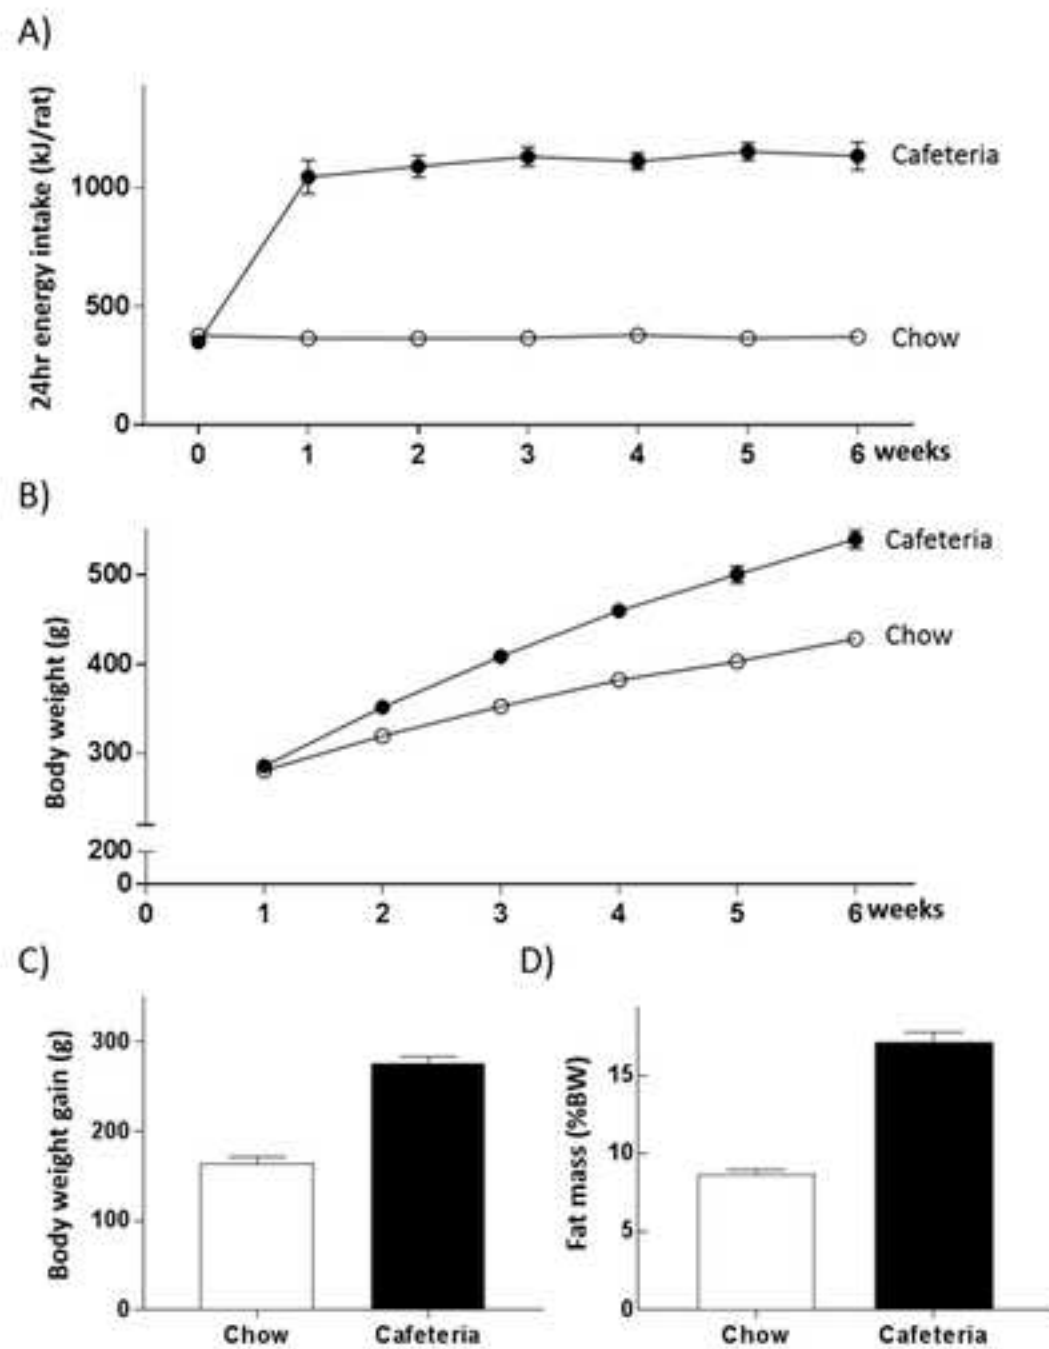 A)
24hr energy intake (kJ/rat)
1000
500
0
Cafeteria
Chow
0 1 2 3 4 5 6 weeks
B)
Body weight (g)
500
400
300
200
0
Cafeteria
Chow
0 1 2 3 4 5 6 weeks
C)
Body weight gain (g)
300
200
100
0
Chow Cafeteria
D)
Fat mass (%BW)
15
10
5
0
Chow Cafeteria